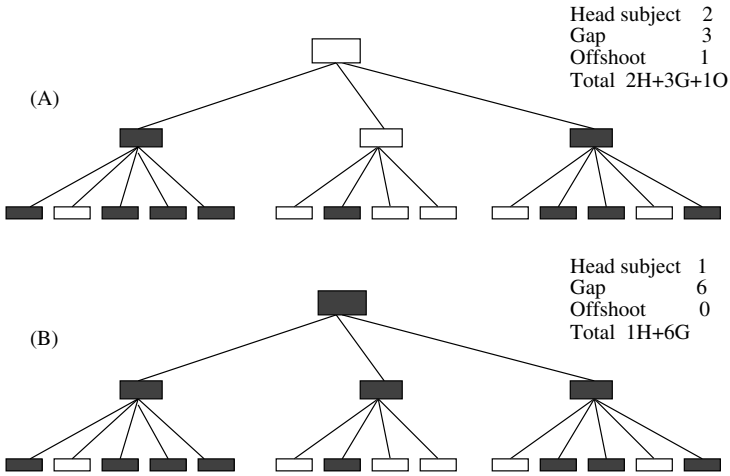 Head subject 2
Gap 3
Offshoot 1
Total 2H+3G+1O
(A)
Head subject 1
Gap 6
Offshoot 0
Total 1H+6G
(B)